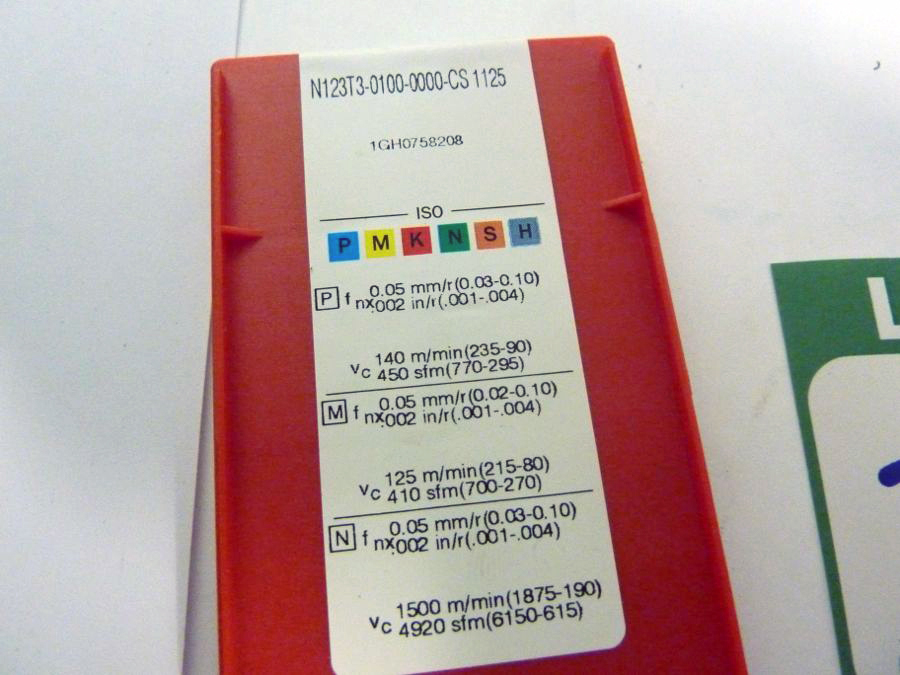 N123T3-0100-0000-CS 1125
1GH0758208
ISO
P M K N S H
P fnx 0.05 mm/r(0.03-0.10)
.002 in/r(.001-.004)
vc 140 m/min(235-90)
450 sfm(770-295)
M fnx 0.05 mm/r(0.02-0.10)
.002 in/r(.001-.004)
vc 125 m/min(215-80)
410 sfm(700-270)
N fnx 0.05 mm/r(0.03-0.10)
.002 in/r(.001-.004)
vc 1500 m/min(1875-190)
4920 sfm(6150-615)
L